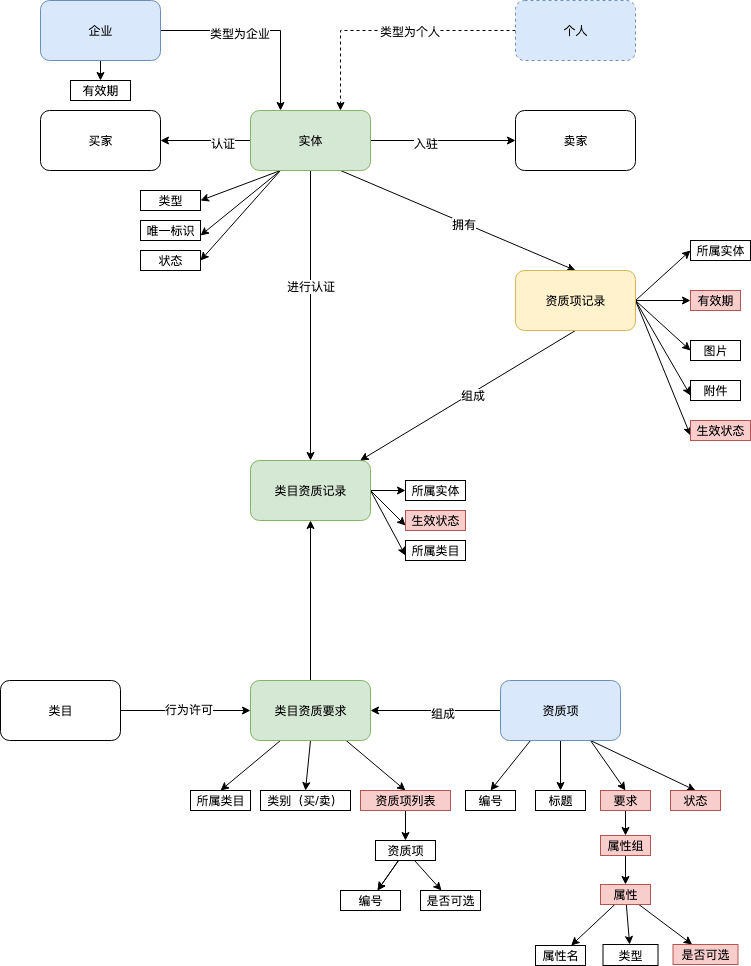 企业
类型为企业
类型为个人
个人
有效期
买家
认证
实体
入驻
卖家
类型
唯一标识
状态
拥有
所属实体
进行认证
资质项记录
有效期
图片
附件
组成
生效状态
类目资质记录
所属实体
生效状态
所属类目
类目
行为许可
类目资质要求
组成
资质项
所属类目
类别（买/卖）
资质项列表
编号
标题
要求
状态
资质项
属性组
编号
是否可选
属性
属性名
类型
是否可选